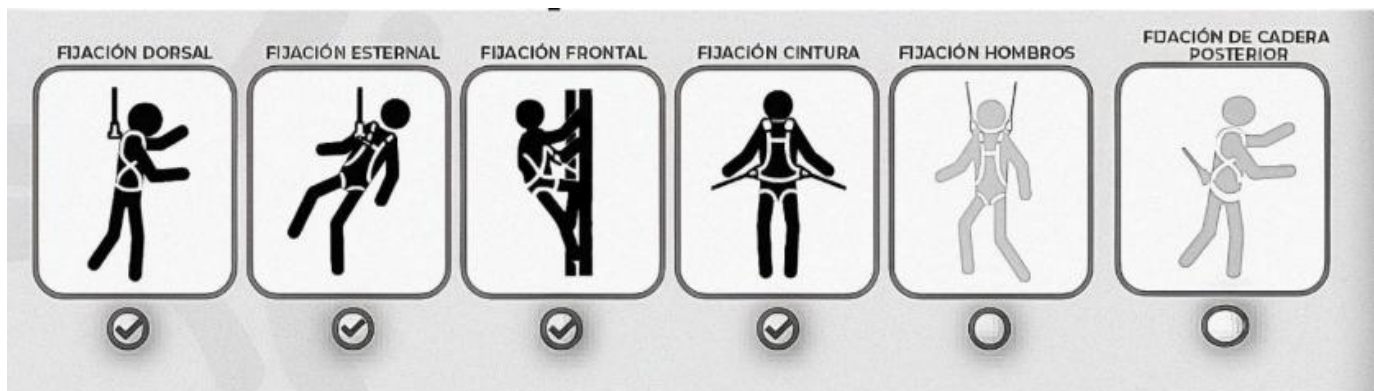 FIJACIÓN DORSAL
FIJACIÓN ESTERNAL
FIJACIÓN FRONTAL
FIJACIÓN CINTURA
FIJACIÓN HOMBROS
FIJACIÓN DE CADERA
POSTERIOR